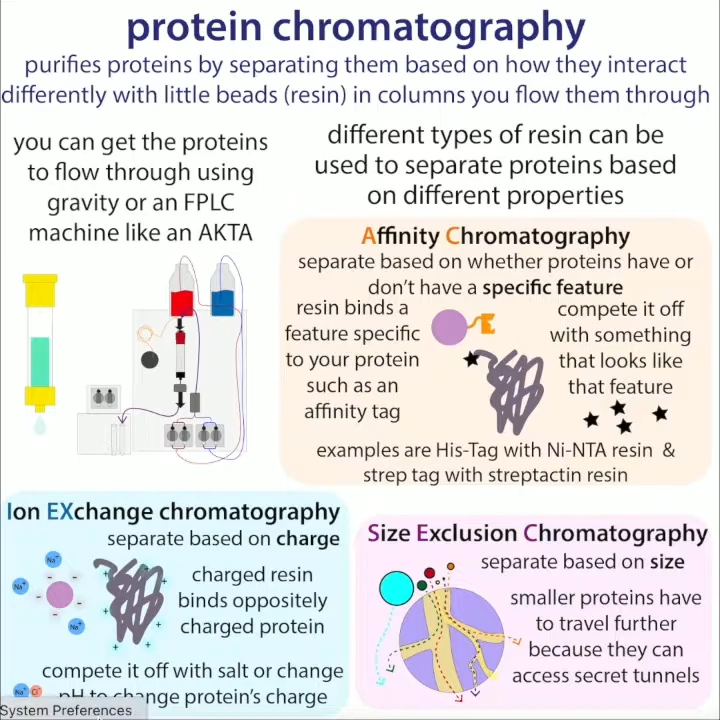 protein chromatography
purifies proteins by separating them based on how they interact
differently with little beads (resin) in columns you flow them through
you can get the proteins
to flow through using
gravity or an FPLC
machine like an AKTA
different types of resin can be
used to separate proteins based
on different properties
Affinity Chromatography
separate based on whether proteins have or
don't have a specific feature
resin binds a
feature specific
to your protein
such as an
affinity tag
compete it off
with something
that looks like
that feature
examples are His-Tag with Ni-NTA resin &
strep tag with streptactin resin
Ion EXchange chromatography
separate based on charge
Na+
Na+
Na+
charged resin
binds oppositely
charged protein
compete it off with salt or change
Na+ Cl-
pH to change protein's charge
System Preferences
Size Exclusion Chromatography
separate based on size
smaller proteins have
to travel further
because they can
access secret tunnels